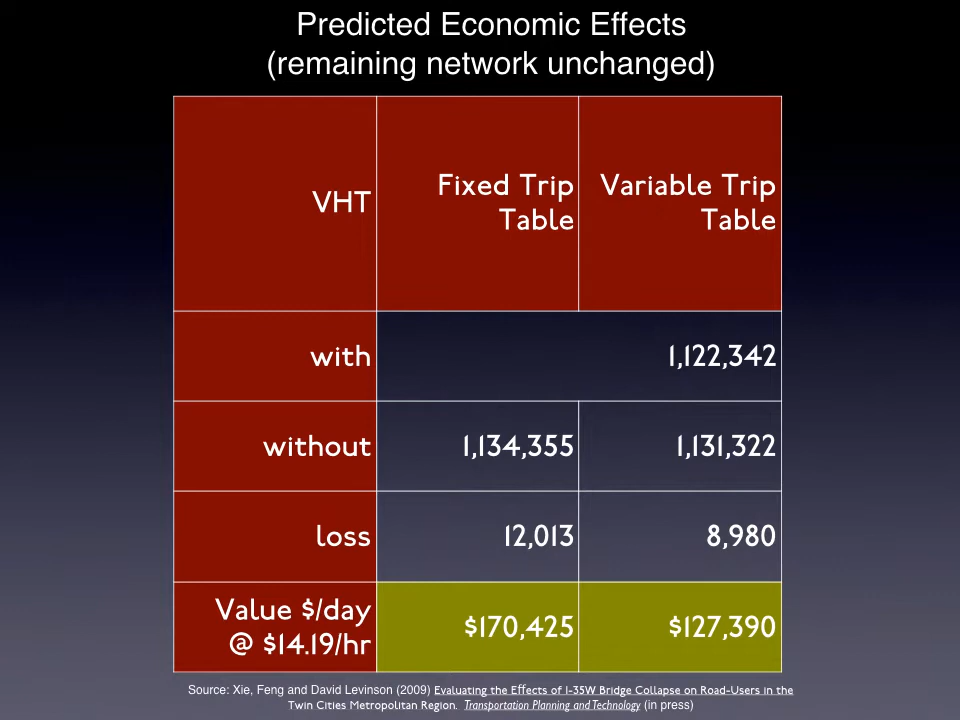 Predicted Economic Effects
(remaining network unchanged)
VHT
Fixed Trip
Table
Variable Trip
Table
with
1,122,342
without
1,134,355
1,131,322
loss
12,013
8,980
Value $/day
@ $14.19/hr
$170,425
$127,390
Source: Xie, Feng and David Levinson (2009) Evaluating the Effects of I-35W Bridge Collapse on Road-Users in the
Twin Cities Metropolitan Region. Transportation Planning and Technology (in press)